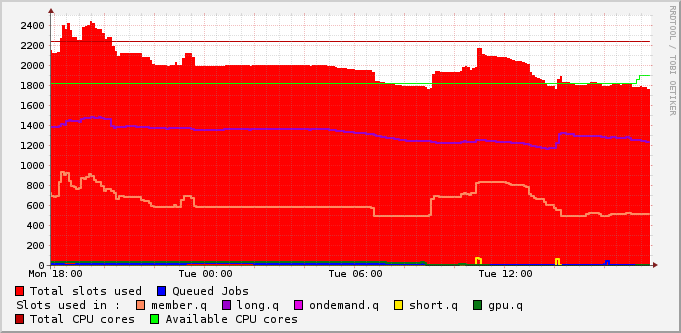 RRDTOOL / TOBI OETIKER
2400
2200
2000
1800
1600
1400
1200
1000
800
600
400
200
0
Mon 18:00 Tue 00:00 Tue 06:00 Tue 12:00
Total slots used Queued Jobs
Slots used in : member.q long.q ondemand.q short.q gpu.q
Total CPU cores Available CPU cores